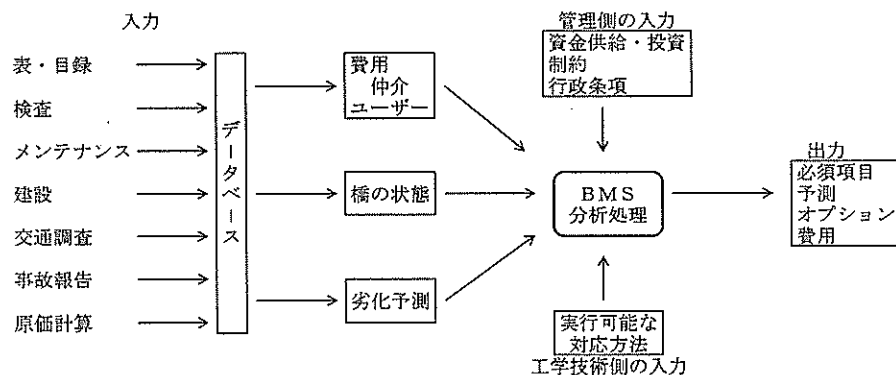 入力
表・目録
検査
メンテナンス
建設
交通調査
事故報告
原価計算
データベース
費用
仲介
ユーザー
橋の状態
劣化予測
管理側の入力
資金供給・投資
制約
行政条項
BMS
分析処理
実行可能な
対応方法
工学技術側の入力
出力
必須項目
予測
オプション
費用